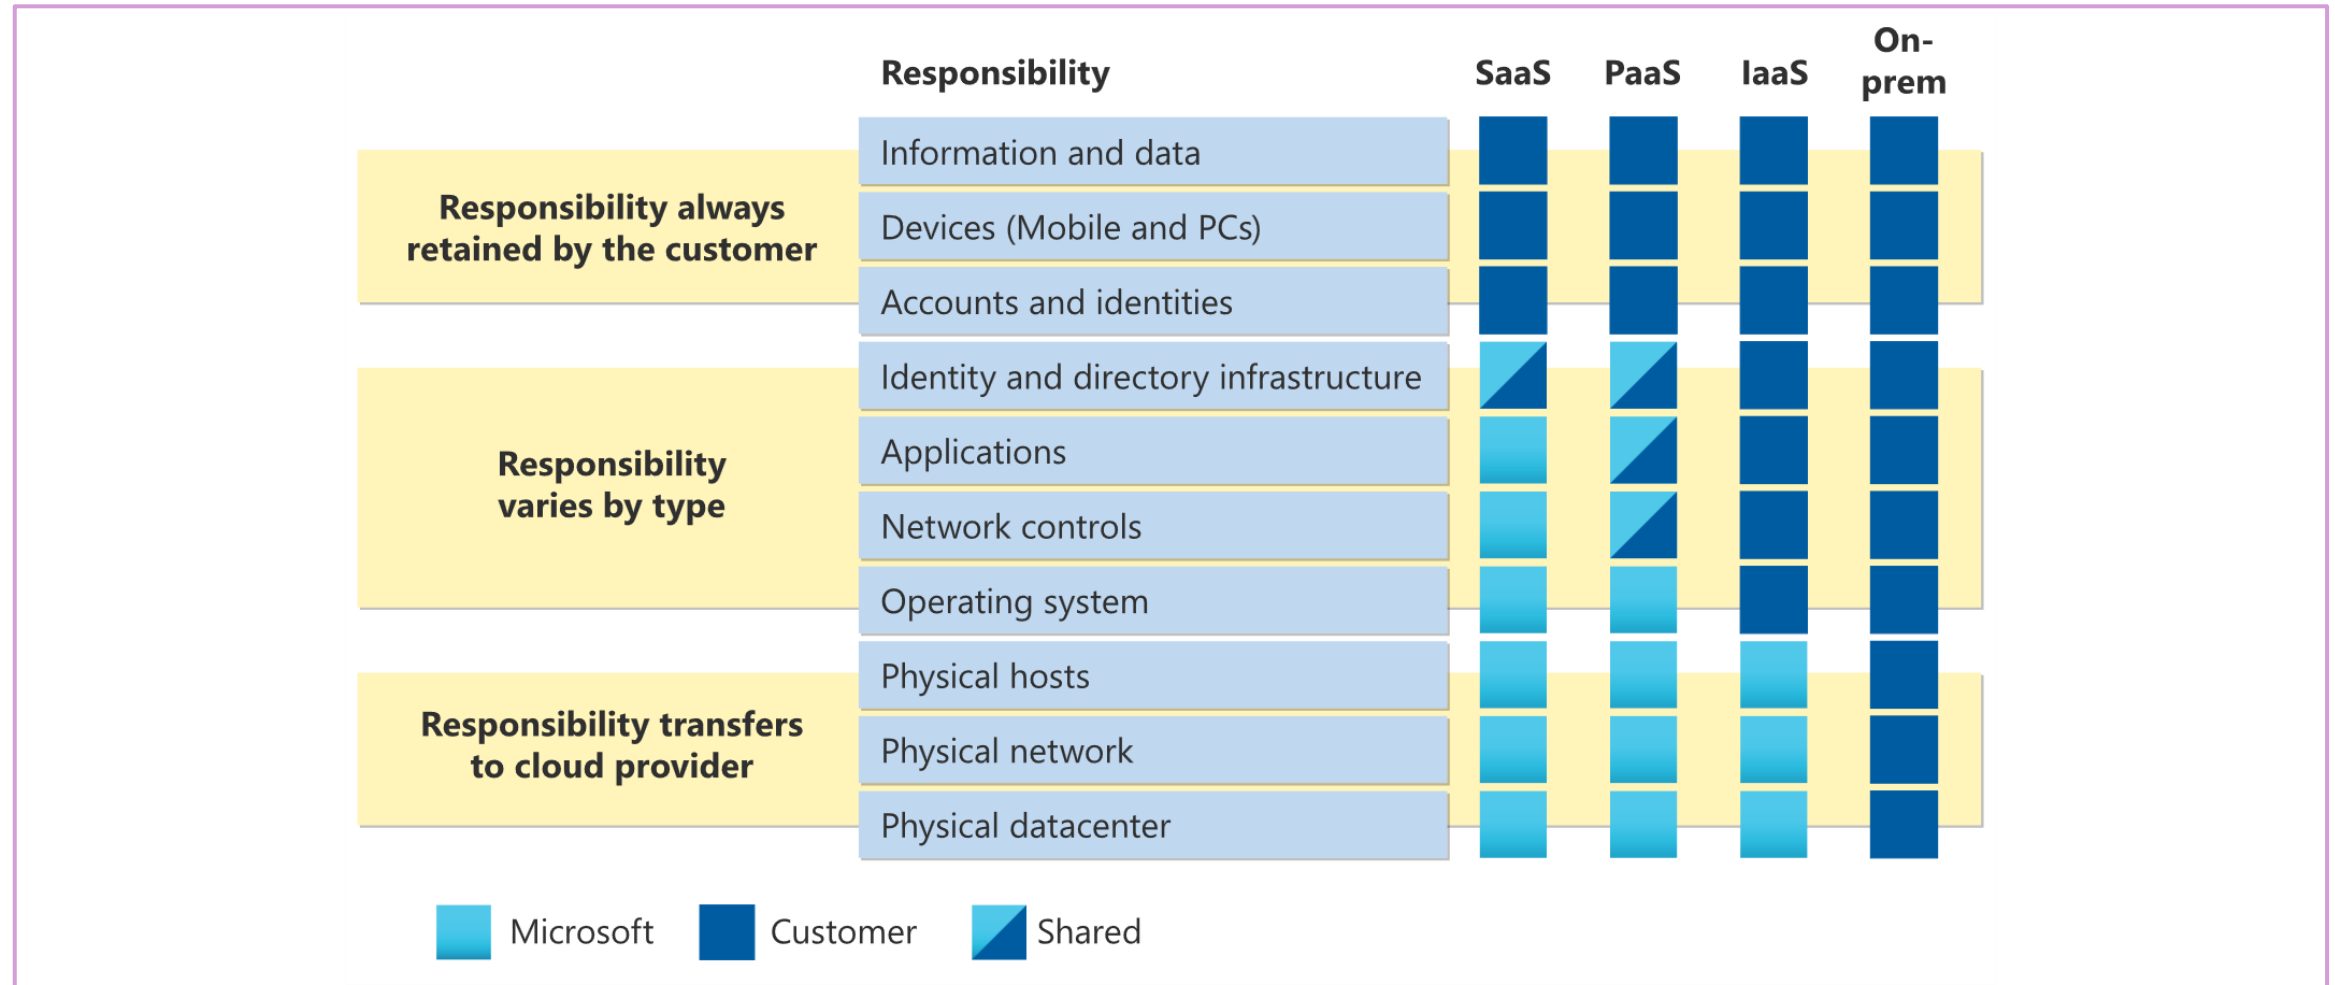 Responsibility SaaS PaaS IaaS On-
prem
Information and data
Responsibility always
retained by the customer
Devices (Mobile and PCs)
Accounts and identities
Identity and directory infrastructure
Responsibility
varies by type
Applications
Network controls
Operating system
Physical hosts
Responsibility transfers
to cloud provider
Physical network
Physical datacenter
Microsoft Customer Shared